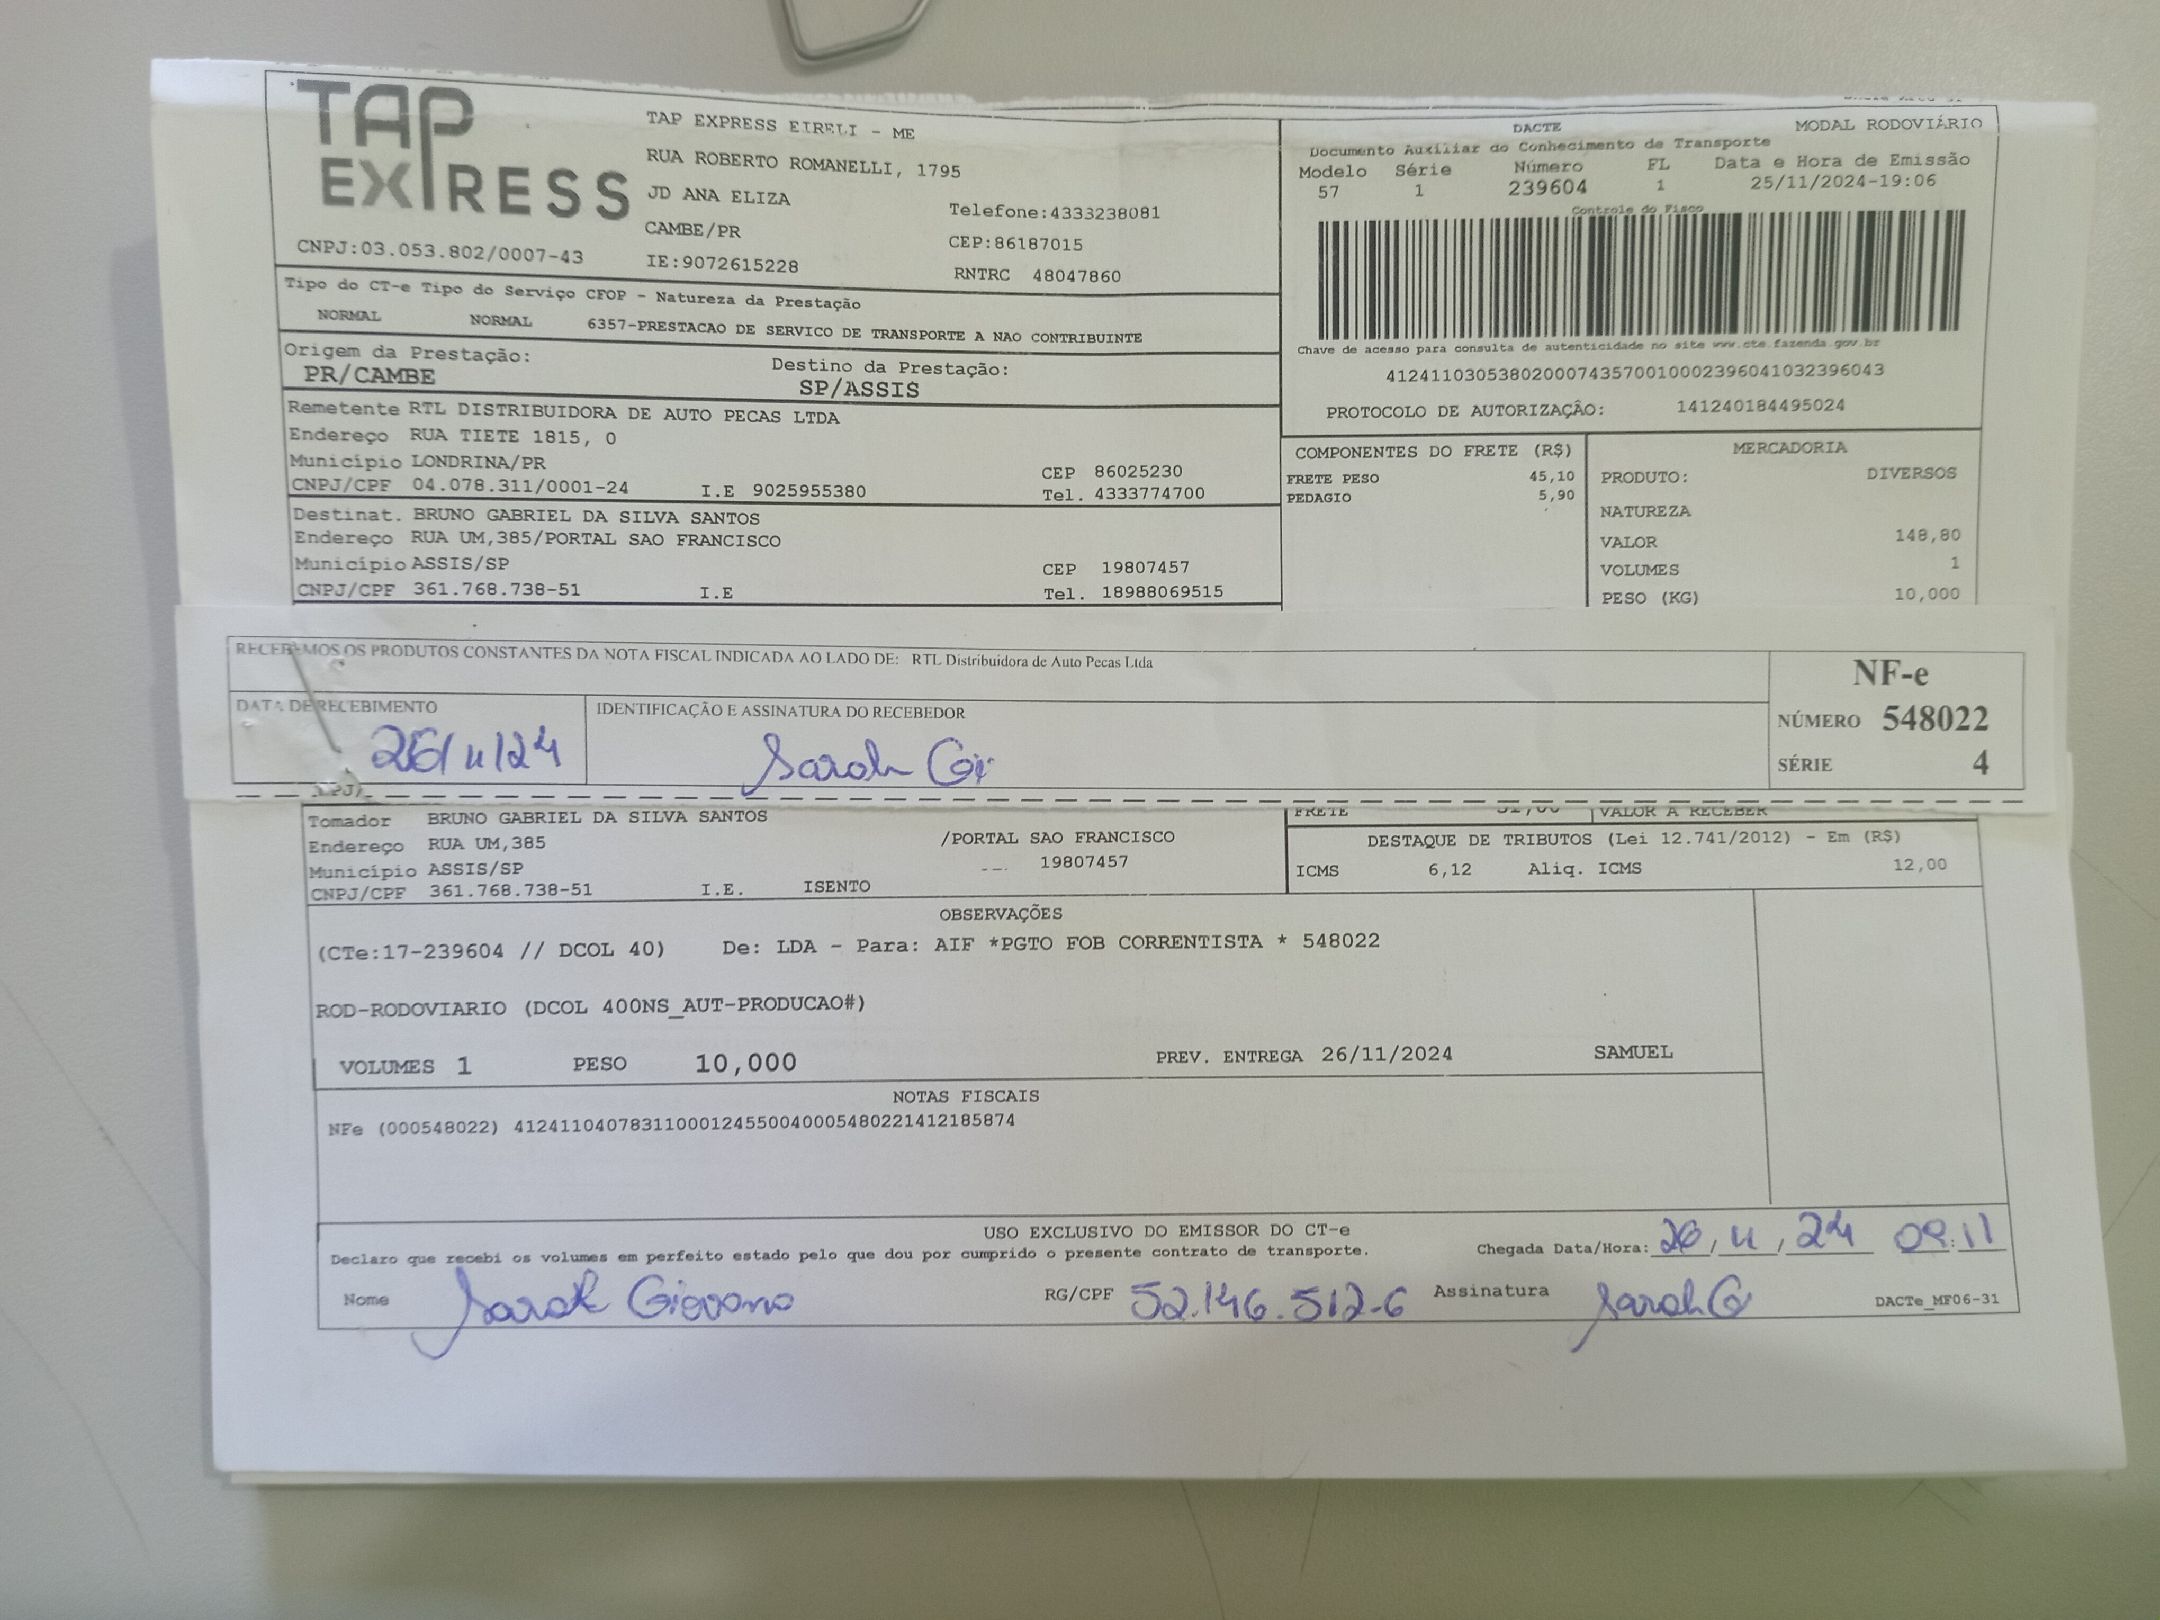 TAP
EXPRESS
CNPJ:03.053.802/0007-43
TAP EXPRESS EIRELI - ME
RUA ROBERTO ROMANELLI, 1795
JD ANA ELIZA
CAMBE/PR
IE:9072615228
Telefone:4333238081
CEP:86187015
RNTRC 48047860
DACTE MODAL RODOVIÁRIO
Documento Auxiliar do Conhecimento de Transporte
Modelo Série Número FL Data e Hora de Emissão
57 1 239604 1 25/11/2024-19:06
Controle do Fisco
Chave de acesso para consulta de autenticidade no site www.cte.fazenda.gov.br
41241103053802000743570010002396041032396043
PROTOCOLO DE AUTORIZAÇÂO: 141240184495024
Tipo do CT-e Tipo do Serviço CFOP - Natureza da Prestação
NORMAL NORMAL 6357-PRESTACAO DE SERVICO DE TRANSPORTE A NAO CONTRIBUINTE
Origem da Prestação: Destino da Prestação:
PR/CAMBE SP/ASSIS
Remetente RTL DISTRIBUIDORA DE AUTO PECAS LTDA
Endereço RUA TIETE 1815, 0
Município LONDRINA/PR CEP 86025230
CNPJ/CPF 04.078.311/0001-24 I.E 9025955380 Tel. 4333774700
Destinat. BRUNO GABRIEL DA SILVA SANTOS
Endereço RUA UM,385/PORTAL SAO FRANCISCO
Município ASSIS/SP CEP 19807457
CNPJ/CPF 361.768.738-51 I.E Tel. 18988069515
COMPONENTES DO FRETE (R$)
FRETE PESO 45,10
PEDAGIO 5,90
MERCADORIA
PRODUTO: DIVERSOS
NATUREZA
VALOR 148,80
VOLUMES 1
PESO (KG) 10,000
RECEBEMOS OS PRODUTOS CONSTANTES DA NOTA FISCAL INDICADA AO LADO DE: RTL Distribuidora de Auto Pecas Ltda
DATA DE RECEBIMENTO IDENTIFICAÇÃO E ASSINATURA DO RECEBEDOR
26/11/24 Sarah Gi
NF-e
NÚMERO 548022
SÉRIE 4
Tomador BRUNO GABRIEL DA SILVA SANTOS
Endereço RUA UM,385 /PORTAL SAO FRANCISCO
Município ASSIS/SP 19807457
CNPJ/CPF 361.768.738-51 I.E. ISENTO
FRETE 51,00 VALOR A RECEBER
DESTAQUE DE TRIBUTOS (Lei 12.741/2012) - Em (R$)
ICMS 6,12 Aliq. ICMS 12,00
OBSERVAÇÕES
(CTe:17-239604 // DCOL 40) De: LDA - Para: AIF *PGTO FOB CORRENTISTA * 548022
ROD-RODOVIARIO (DCOL 400NS_AUT-PRODUCAO#)
VOLUMES 1 PESO 10,000 PREV. ENTREGA 26/11/2024 SAMUEL
NOTAS FISCAIS
NFe (000548022) 41241104078311000124550040005480221412185874
USO EXCLUSIVO DO EMISSOR DO CT-e
Declaro que recebi os volumes em perfeito estado pelo que dou por cumprido o presente contrato de transporte. Chegada Data/Hora: 26/11/24 09:11
Nome Sarah Giovana RG/CPF 52.146.512-6 Assinatura Sarah G
DACTe_MF06-31